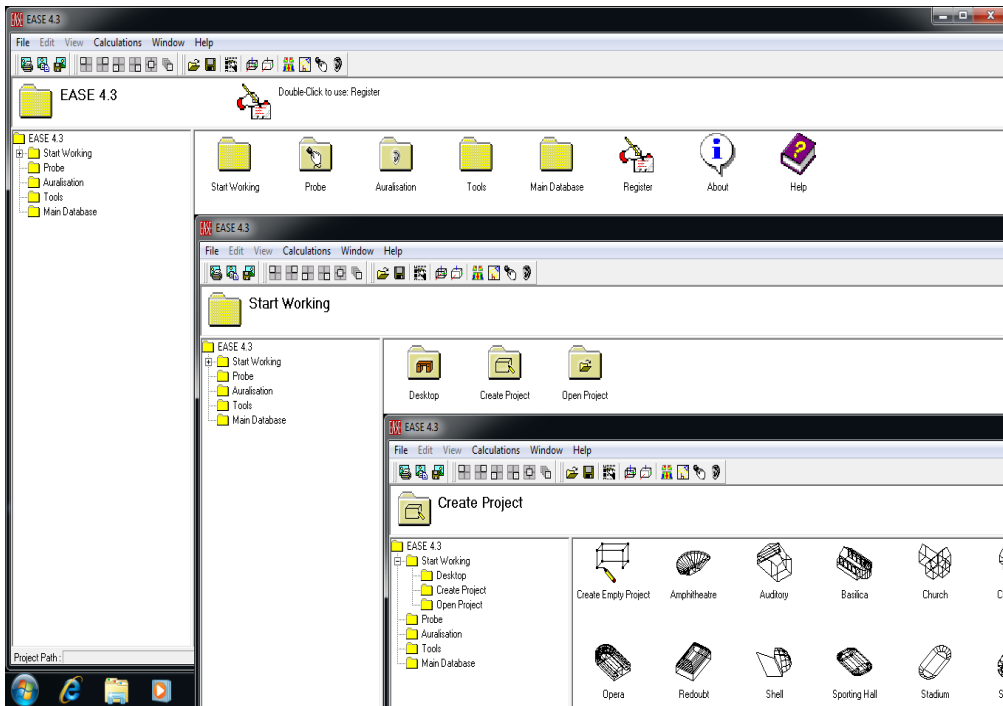 EASE 4.3
File Edit View Calculations Window Help
EASE 4.3
Double-Click to use: Register
EASE 4.3
Start Working
Probe
Auralisation
Tools
Main Database
Start Working Probe Auralisation Tools Main Database Register About Help
Project Path :
EASE 4.3
File Edit View Calculations Window Help
Start Working
EASE 4.3
Start Working
Probe
Auralisation
Tools
Main Database
Desktop Create Project Open Project
EASE 4.3
File Edit View Calculations Window Help
Create Project
EASE 4.3
Start Working
Desktop
Create Project
Open Project
Probe
Auralisation
Tools
Main Database
Create Empty Project Amphitheatre Auditory Basilica Church
Opera Redoubt Shell Sporting Hall Stadium